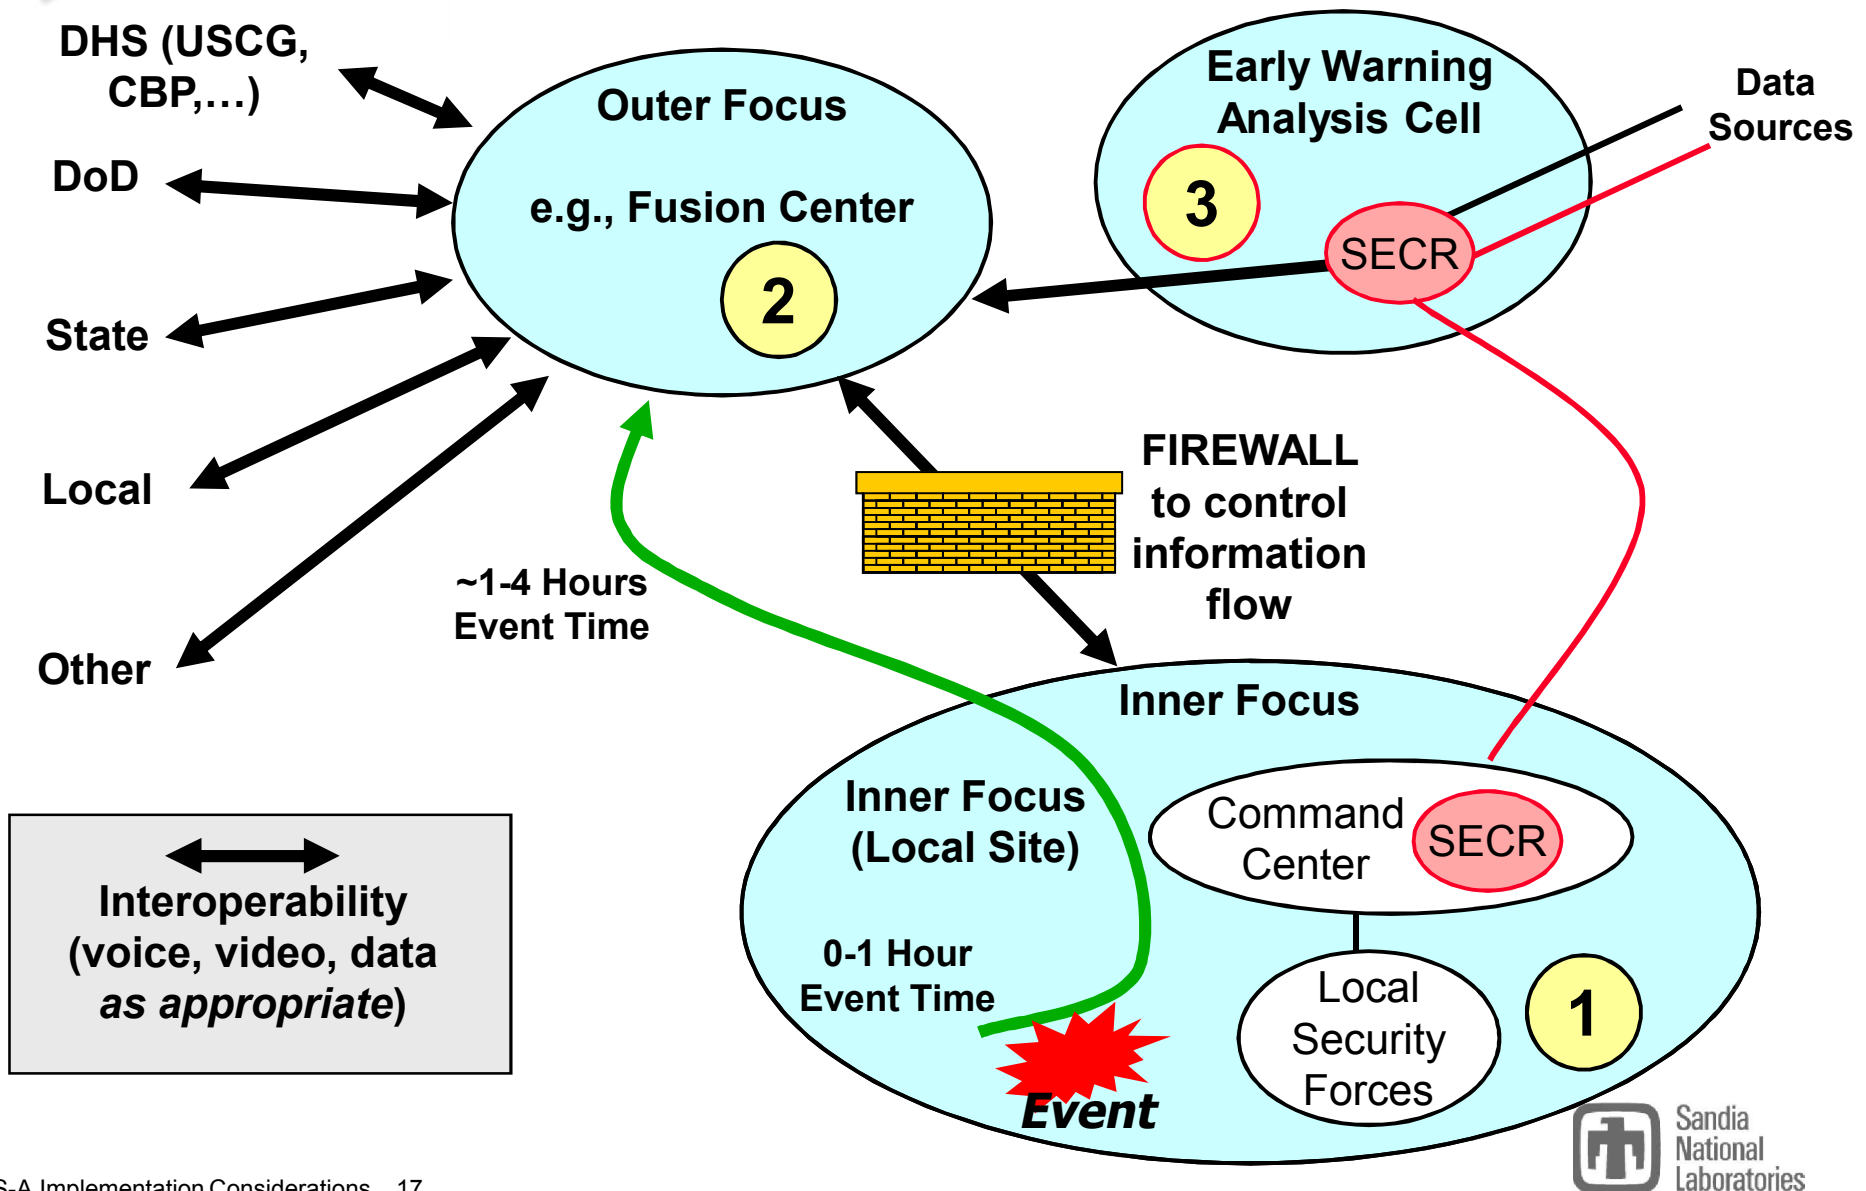 DHS (USCG,
CBP,…)
DoD
State
Local
Other
Outer Focus
e.g., Fusion Center
2
Early Warning
Analysis Cell
3
SECR
Data
Sources
FIREWALL
to control
information
flow
~1-4 Hours
Event Time
Inner Focus
Inner Focus
(Local Site)
Command
Center
SECR
0-1 Hour
Event Time
Local
Security
Forces
1
Event
Interoperability
(voice, video, data
as appropriate)
Sandia
National
Laboratories
Implementation Considerations 17